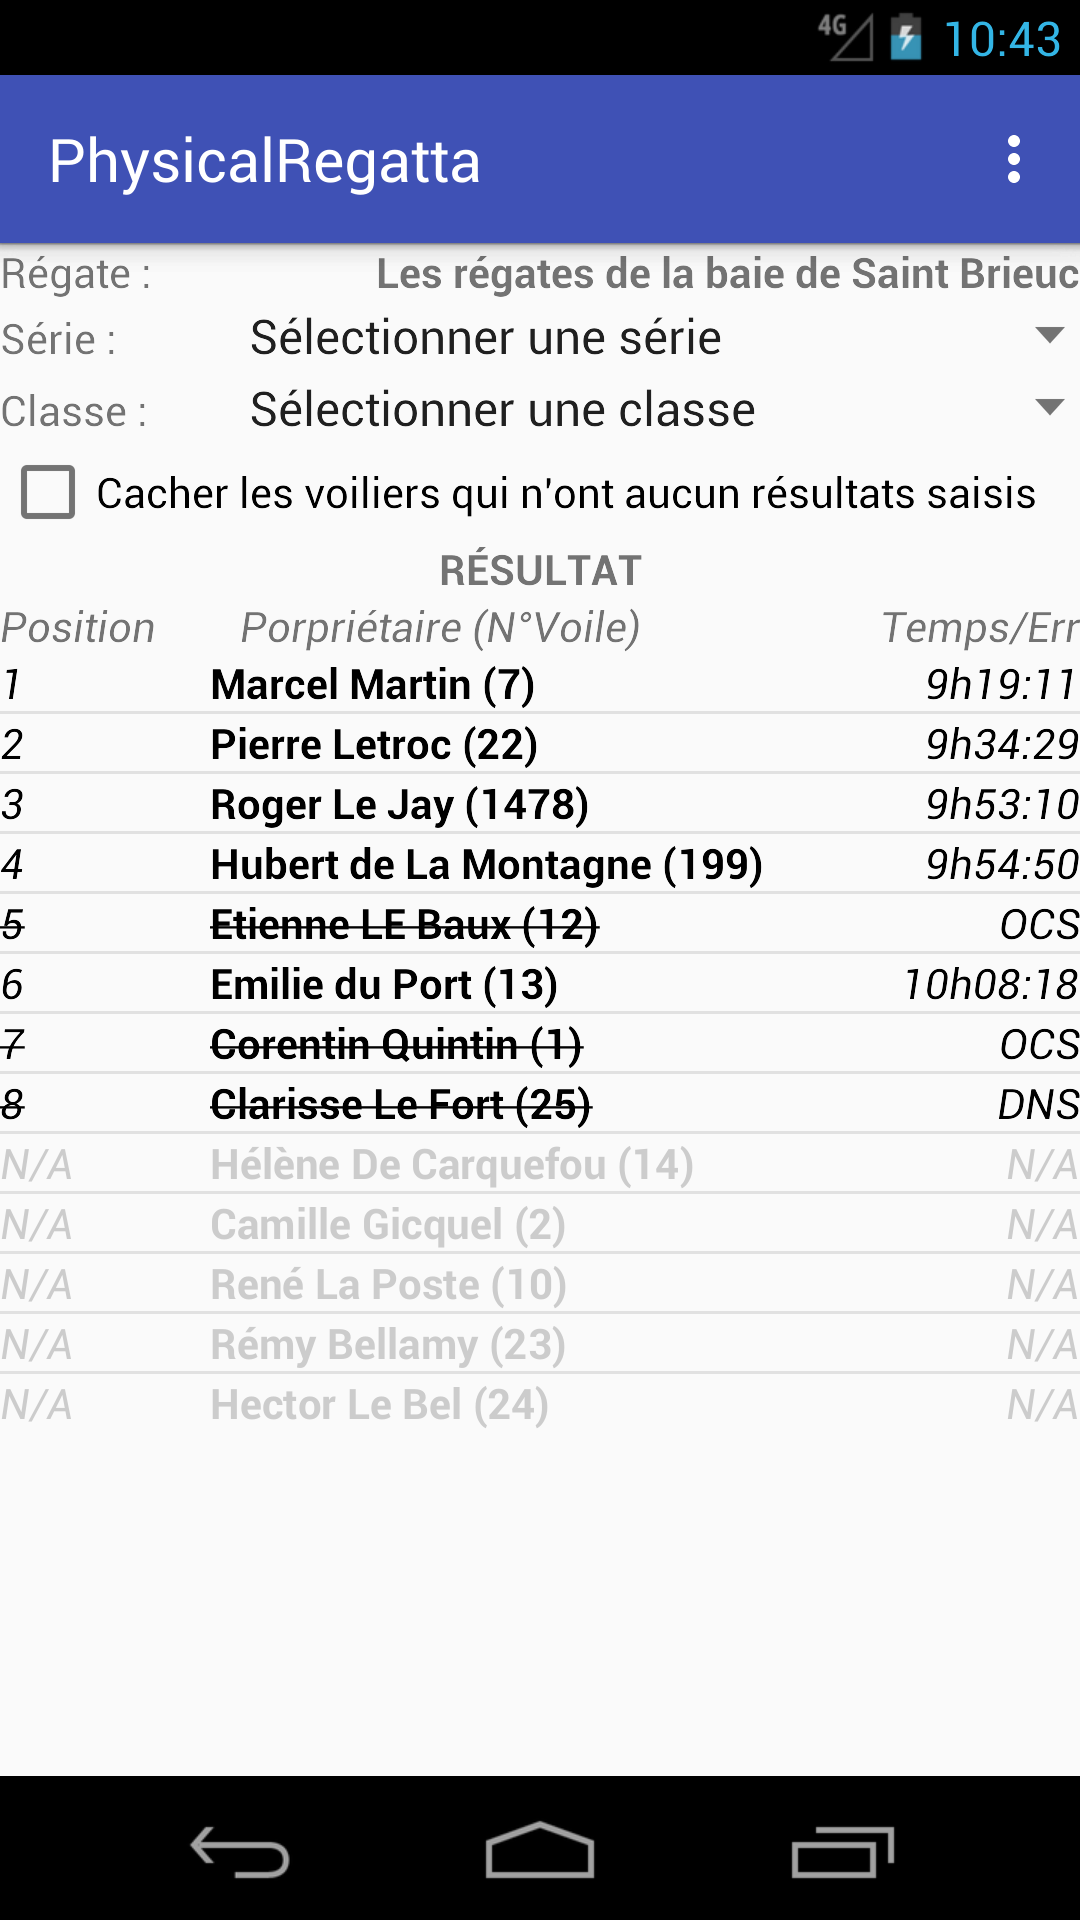 4G 10:43
PhysicalRegatta
Régate : Les régates de la baie de Saint Brieuc
Série : Sélectionner une série
Classe : Sélectionner une classe
Cacher les voiliers qui n'ont aucun résultats saisis
RÉSULTAT
Position Porpriétaire (N°Voile) Temps/Err
1 Marcel Martin (7) 9h19:11
2 Pierre Letroc (22) 9h34:29
3 Roger Le Jay (1478) 9h53:10
4 Hubert de La Montagne (199) 9h54:50
5 Etienne LE Baux (12) OCS
6 Emilie du Port (13) 10h08:18
7 Corentin Quintin (1) OCS
8 Clarisse Le Fort (25) DNS
N/A Hélène De Carquefou (14) N/A
N/A Camille Gicquel (2) N/A
N/A René La Poste (10) N/A
N/A Rémy Bellamy (23) N/A
N/A Hector Le Bel (24) N/A